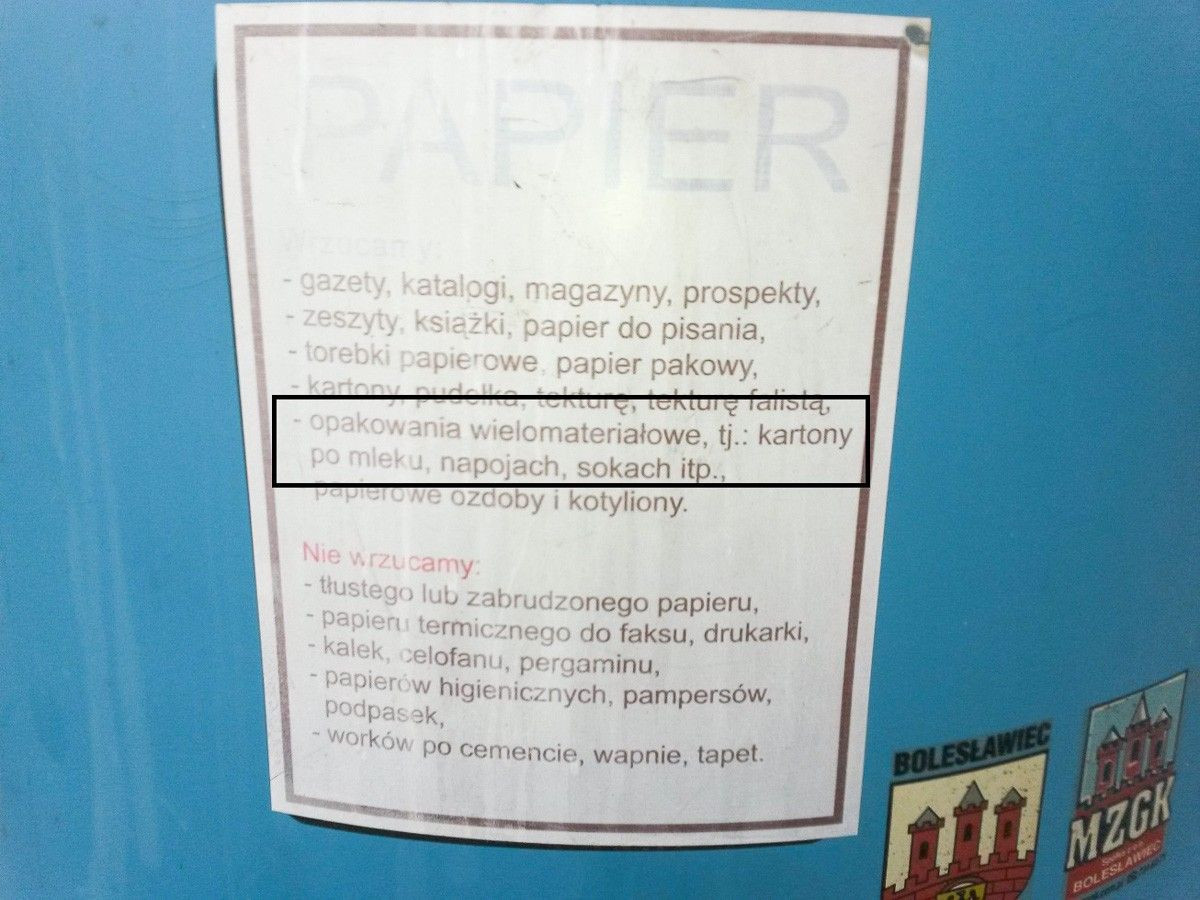 PAPIER
Wrzucamy:
- gazety, katalogi, magazyny, prospekty,
- zeszyty, książki, papier do pisania,
- torebki papierowe, papier pakowy,
- kartony, pudełka, tekturę, tekturę falistą,
- opakowania wielomateriałowe, tj.: kartony
po mleku, napojach, sokach itp.,
papierowe ozdoby i kotyliony.
Nie wrzucamy:
- tłustego lub zabrudzonego papieru,
- papieru termicznego do faksu, drukarki,
- kalek, celofanu, pergaminu,
- papierów higienicznych, pampersów,
podpasek,
- worków po cemencie, wapnie, tapet.
BOLESŁAWIEC
MZGK
BOLESŁAWIEC